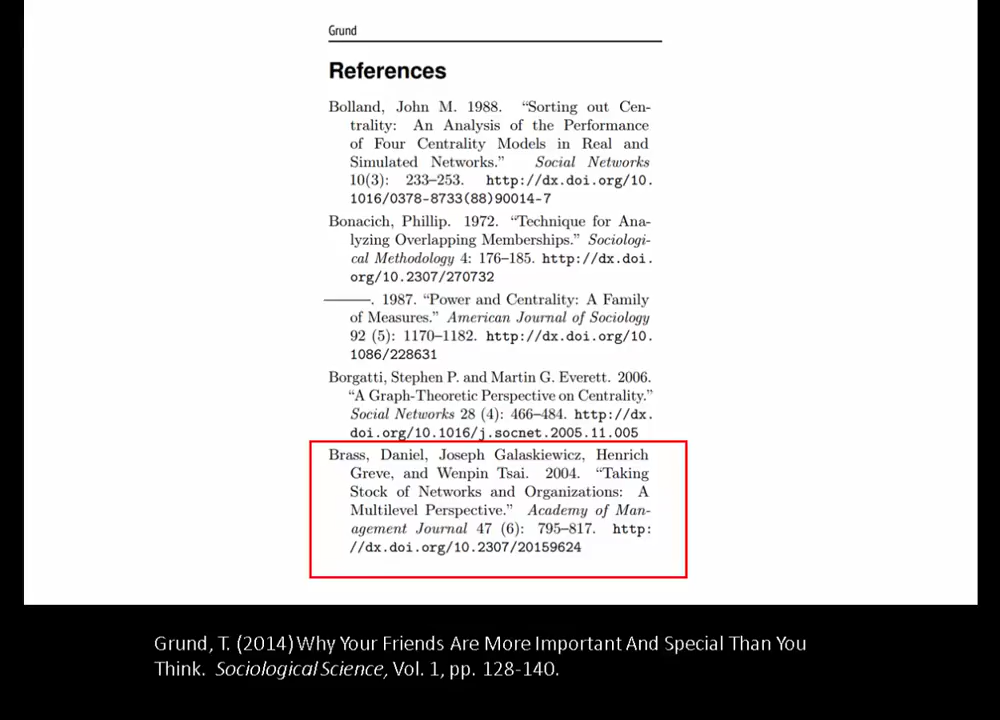 Grund
References
Bolland, John M. 1988. “Sorting out Cen-
trality: An Analysis of the Performance
of Four Centrality Models in Real and
Simulated Networks.” Social Networks
10(3): 233–253. http://dx.doi.org/10.
1016/0378-8733(88)90014-7
Bonacich, Phillip. 1972. “Technique for Ana-
lyzing Overlapping Memberships.” Sociologi-
cal Methodology 4: 176–185. http://dx.doi.
org/10.2307/270732
———. 1987. “Power and Centrality: A Family
of Measures.” American Journal of Sociology
92 (5): 1170–1182. http://dx.doi.org/10.
1086/228631
Borgatti, Stephen P. and Martin G. Everett. 2006.
“A Graph-Theoretic Perspective on Centrality.”
Social Networks 28 (4): 466–484. http://dx.
doi.org/10.1016/j.socnet.2005.11.005
Brass, Daniel, Joseph Galaskiewicz, Henrich
Greve, and Wenpin Tsai. 2004. “Taking
Stock of Networks and Organizations: A
Multilevel Perspective.” Academy of Man-
agement Journal 47 (6): 795–817. http:
//dx.doi.org/10.2307/20159624
Grund, T. (2014) Why Your Friends Are More Important And Special Than You
Think. Sociological Science, Vol. 1, pp. 128-140.